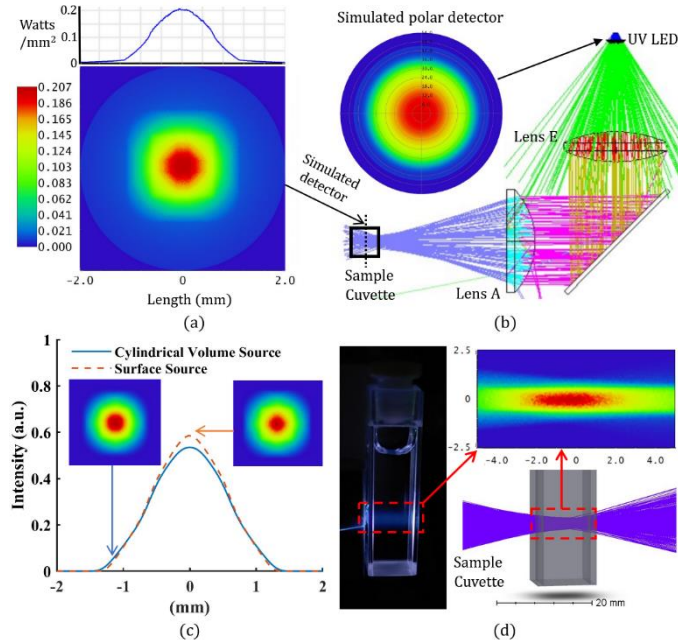 (a)
Watts
/mm²
0.2
0.1
0
0.207
0.186
0.166
0.145
0.124
0.103
0.083
0.062
0.041
0.021
0.000
-2.0
0
2.0
Length (mm)
(b)
Simulated polar detector
UV LED
Lens E
Simulated
detector
Sample
Cuvette
Lens A
(a)
(b)
(c)
Cylindrical Volume Source
Surface Source
Intensity (a.u.)
1
0.8
0.6
0.4
0.2
0
-2
-1
0
1
2
(mm)
(c)
2.5
0
-2.5
-4.0
-2.0
0
2.0
4.0
Sample
Cuvette
20 mm
(d)